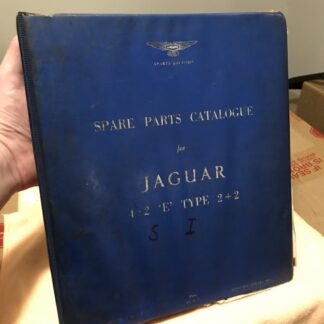 SPARE PARTS CATALOGUE
for
JAGUAR
4·2 'E' TYPE 2+2
S I